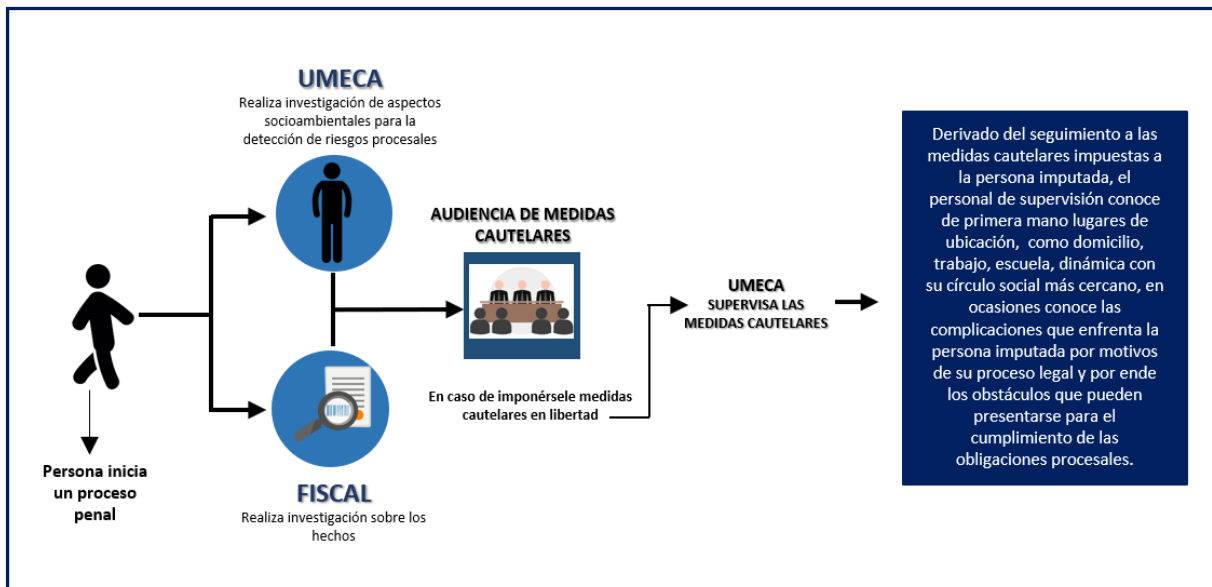 UMECA
Realiza investigación de aspectos
socioambientales para la
detección de riesgos procesales
AUDIENCIA DE MEDIDAS
CAUTELARES
Persona inicia
un proceso
penal
FISCAL
Realiza investigación sobre los
hechos
En caso de imponérsele medidas
cautelares en libertad
UMECA
SUPERVISA LAS
MEDIDAS CAUTELARES
Derivado del seguimiento a las
medidas cautelares impuestas a
la persona imputada, el
personal de supervisión conoce
de primera mano lugares de
ubicación, como domicilio,
trabajo, escuela, dinámica con
su círculo social más cercano, en
ocasiones conoce las
complicaciones que enfrenta la
persona imputada por motivos
de su proceso legal y por ende
los obstáculos que pueden
presentarse para el
cumplimiento de las
obligaciones procesales.